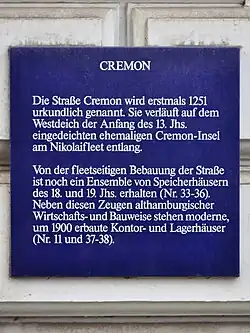 CREMON
Die Straße Cremon wird erstmals 1251
urkundlich genannt. Sie verläuft auf dem
Westdeich der Anfang des 13. Jhs.
eingedeichten ehemaligen Cremon-Insel
am Nikolaifleet entlang.
Von der fleetseitigen Bebauung der Straße
ist noch ein Ensemble von Speicherhäusern
des 18. und 19. Jhs. erhalten (Nr. 33-36).
Neben diesen Zeugen althamburgischer
Wirtschafts- und Bauweise stehen moderne,
um 1900 erbaute Kontor- und Lagerhäuser
(Nr. 11 und 37-38).